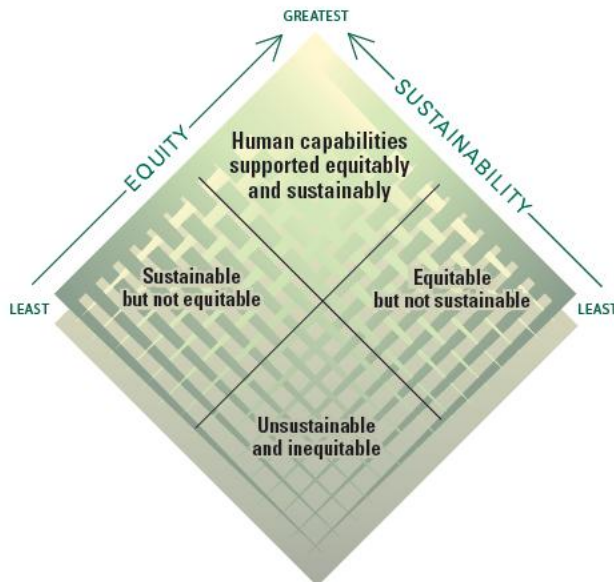 GREATEST
EQUITY
SUSTAINABILITY
Human capabilities
supported equitably
and sustainably
Sustainable
but not equitable
Equitable
but not sustainable
LEAST
LEAST
Unsustainable
and inequitable